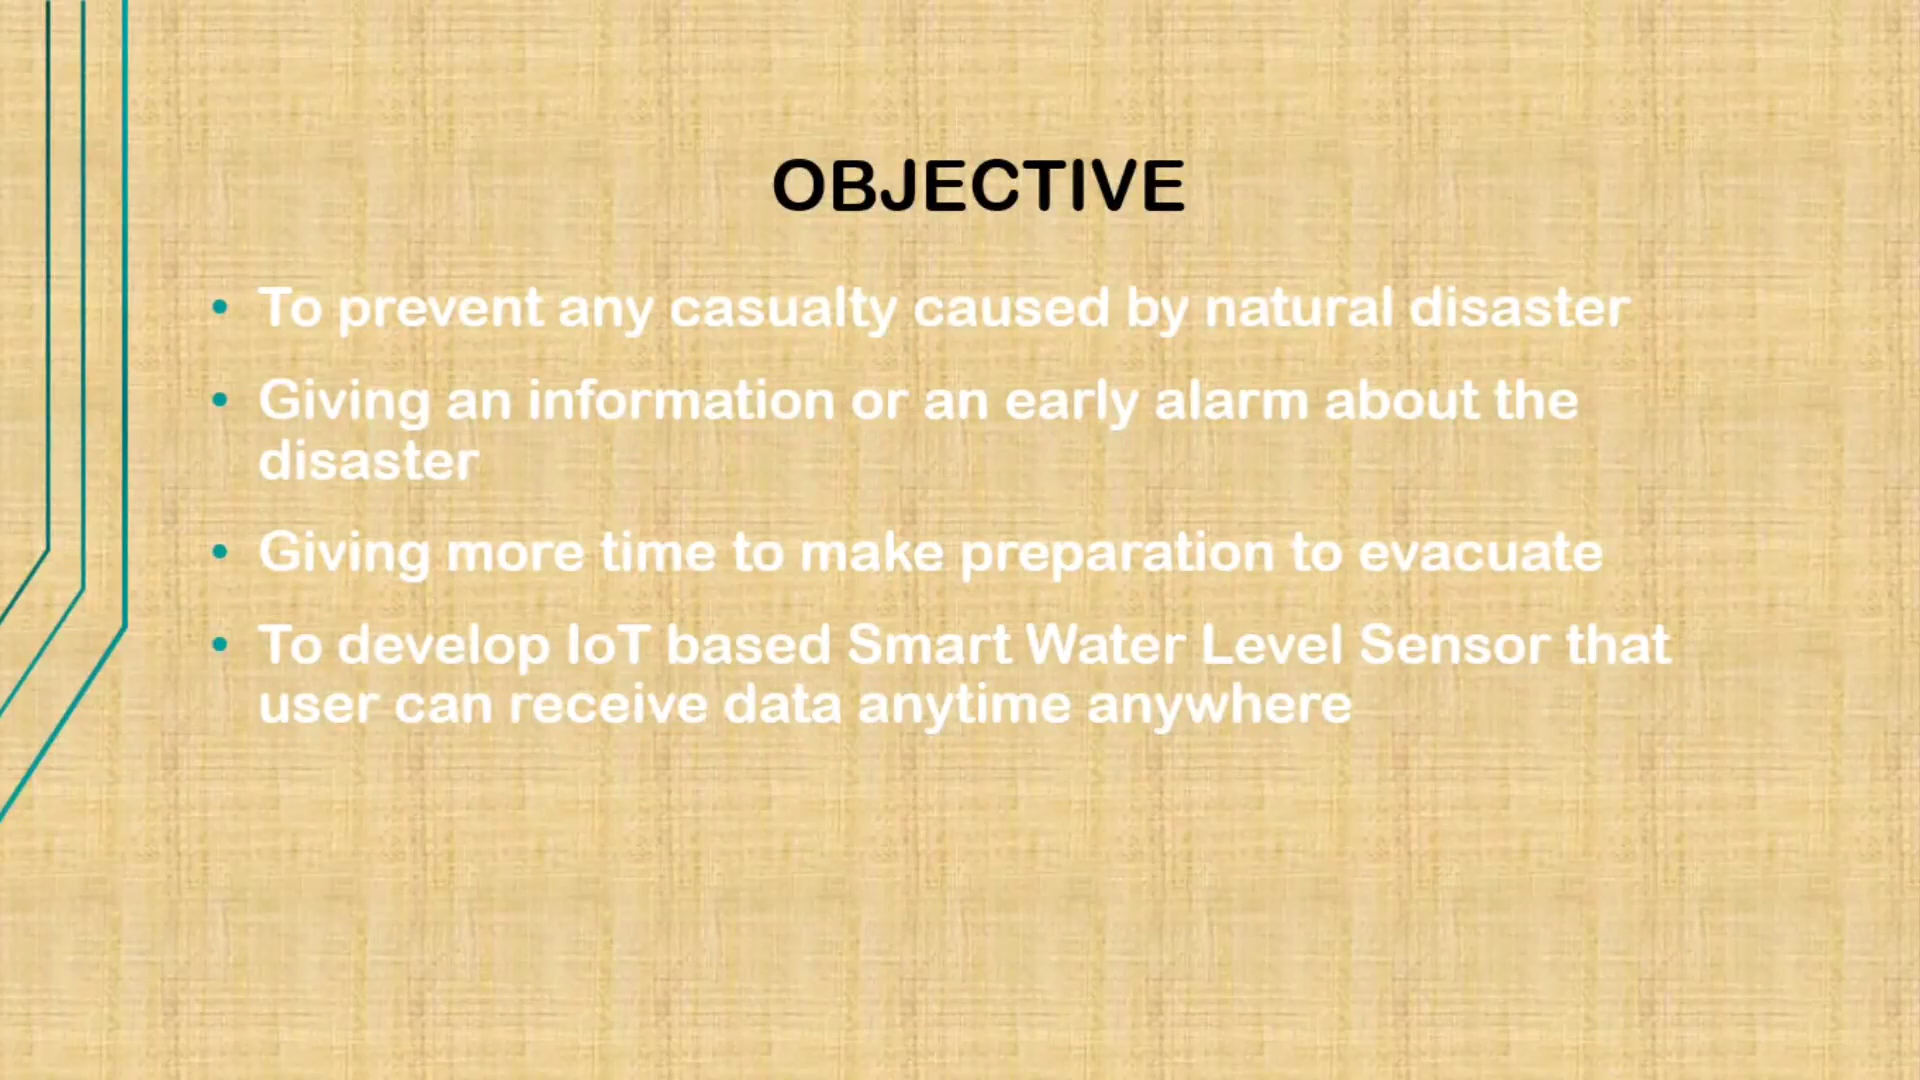 OBJECTIVE
• To prevent any casualty caused by natural disaster
• Giving an information or an early alarm about the
disaster
• Giving more time to make preparation to evacuate
• To develop IoT based Smart Water Level Sensor that
user can receive data anytime anywhere